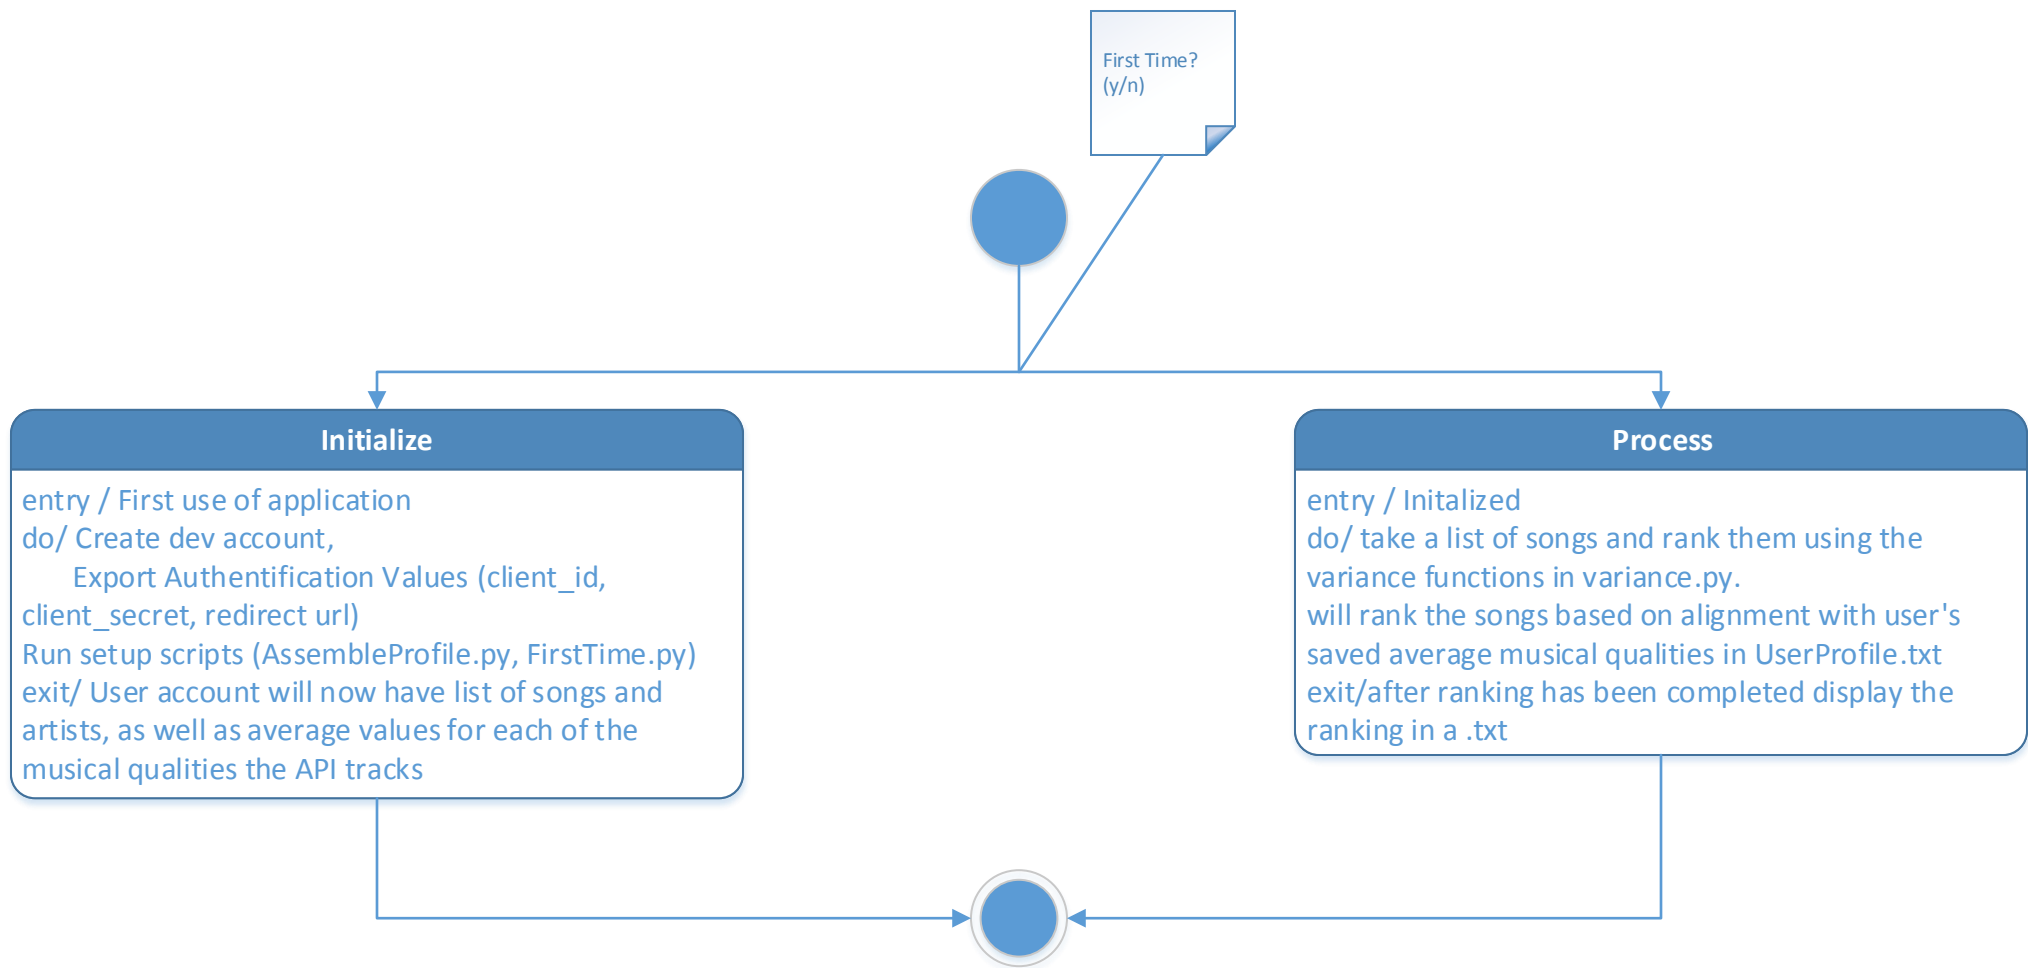 First Time?
(y/n)
Initialize
entry / First use of application
do/ Create dev account,
Export Authentification Values (client_id,
client_secret, redirect url)
Run setup scripts (AssembleProfile.py, FirstTime.py)
exit/ User account will now have list of songs and
artists, as well as average values for each of the
musical qualities the API tracks
Process
entry / Initalized
do/ take a list of songs and rank them using the
variance functions in variance.py.
will rank the songs based on alignment with user's
saved average musical qualities in UserProfile.txt
exit/after ranking has been completed display the
ranking in a .txt